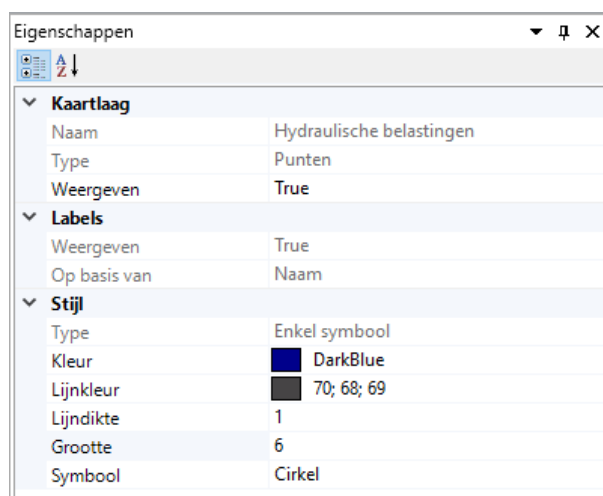 Eigenschappen
A
Z
Kaartlaag
Naam Hydraulische belastingen
Type Punten
Weergeven True
Labels
Weergeven True
Op basis van Naam
Stijl
Type Enkel symbool
Kleur DarkBlue
Lijnkleur 70; 68; 69
Lijndikte 1
Grootte 6
Symbool Cirkel